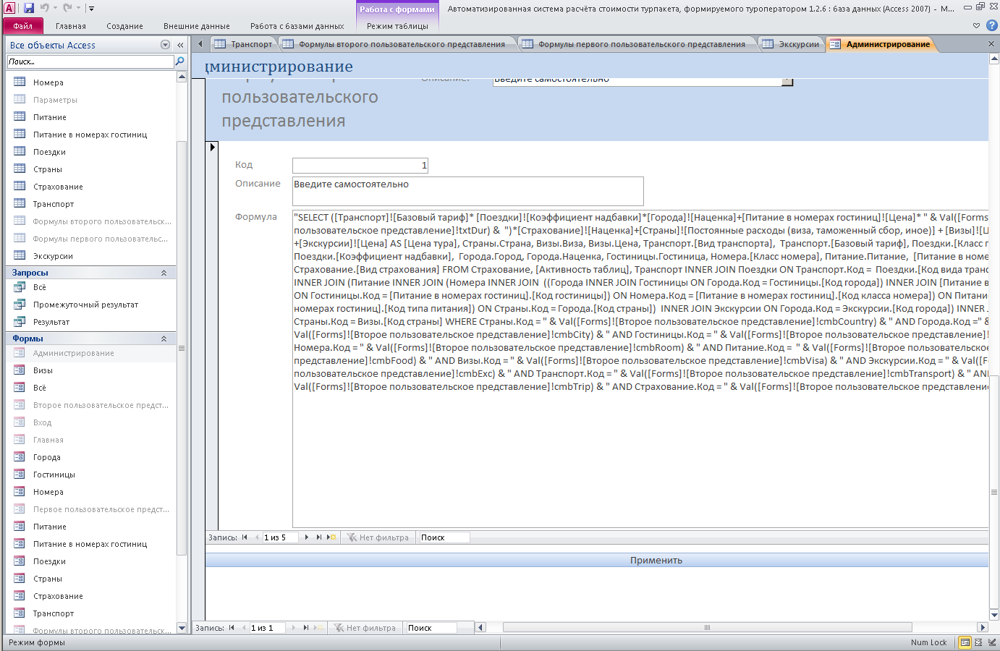 Работа с формами
Автоматизированная система расчёта стоимости турпакета, формируемого туроператором 1.2.6 : база данных (Access 2007) - M...
Файл
Главная
Создание
Внешние данные
Работа с базами данных
Режим таблицы
Все объекты Access
Поиск...
Номера
Параметры
Питание
Питание в номерах гостиниц
Поездки
Страны
Страхование
Транспорт
Формулы второго пользовательск...
Формулы первого пользовательс...
Экскурсии
Запросы
Всё
Промежуточный результат
Результат
Формы
Администрирование
Визы
Всё
Второе пользовательское предст...
Вход
Главная
Города
Гостиницы
Номера
Первое пользовательское предст...
Питание
Питание в номерах гостиниц
Поездки
Страны
Страхование
Транспорт
Формулы второго пользовательск...
Транспорт
Формулы второго пользовательского представления
Формулы первого пользовательского представления
Экскурсии
Администрирование
дминистрирование
Описание:
Введите самостоятельно
пользовательского
представления
Код
1
Описание
Введите самостоятельно
Формула
"SELECT ([Транспорт]![Базовый тариф]* [Поездки]![Коэффициент надбавки]*[Города]![Наценка]+[Питание в номерах гостиниц]![Цена]* " & Val([Forms
пользовательское представление]!txtDur) & ")*[Страхование]![Наценка]+[Страны]![Постоянные расходы (виза, таможенный сбор, иное)] + [Визы]![Ц
+[Экскурсии]![Цена] AS [Цена тура], Страны.Страна, Визы.Виза, Визы.Цена, Транспорт.[Вид транспорта], Транспорт.[Базовый тариф], Поездки.[Класс п
Поездки.[Коэффициент надбавки], Города.Город, Города.Наценка, Гостиницы.Гостиница, Номера.[Класс номера], Питание.Питание, [Питание в номе
Страхование.[Вид страхования] FROM Страхование, [Активность таблиц], Транспорт INNER JOIN Поездки ON Транспорт.Код = Поездки.[Код вида транс
INNER JOIN (Питание INNER JOIN (Номера INNER JOIN ((Города INNER JOIN Гостиницы ON Города.Код = Гостиницы.[Код города]) INNER JOIN [Питание в
ON Гостиницы.Код = [Питание в номерах гостиниц].[Код гостиницы]) ON Номера.Код = [Питание в номерах гостиниц].[Код класса номера]) ON Питани
номерах гостиниц].[Код типа питания]) ON Страны.Код = Города.[Код страны]) INNER JOIN Экскурсии ON Города.Код = Экскурсии.[Код города]) INNER J
Страны.Код = Визы.[Код страны] WHERE Страны.Код = " & Val([Forms]![Второе пользовательское представление]!cmbCountry) & " AND Города.Код =" &
Val([Forms]![Второе пользовательское представление]!cmbCity) & " AND Гостиницы.Код = " & Val([Forms]![Второе пользовательское представление]!
Номера.Код = " & Val([Forms]![Второе пользовательское представление]!cmbRoom) & " AND Питание.Код = " & Val([Forms]![Второе пользовательское
представление]!cmbFood) & " AND Визы.Код = " & Val([Forms]![Второе пользовательское представление]!cmbVisa) & " AND Экскурсии.Код = " & Val([Fo
пользовательское представление]!cmbExc) & " AND Транспорт.Код = " & Val([Forms]![Второе пользовательское представление]!cmbTransport) & " AN
Val([Forms]![Второе пользовательское представление]!cmbTrip) & " AND Страхование.Код = " & Val([Forms]![Второе пользовательское представлени
Запись:
1 из 5
Нет фильтра
Поиск
Применить
Запись:
1 из 1
Нет фильтра
Поиск
Режим формы
Num Lock